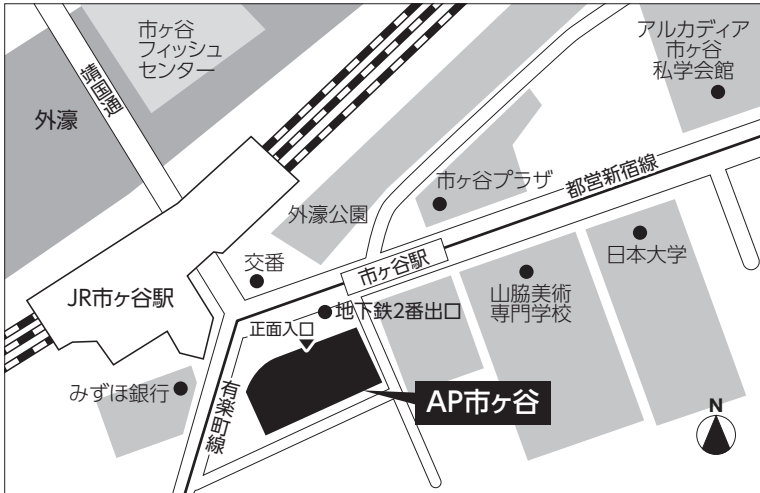 市ヶ谷
フィッシュ
センター
アルカディア
市ヶ谷
私学会館
靖国通
外濠
市ヶ谷プラザ
都営新宿線
外濠公園
日本大学
交番
市ヶ谷駅
JR市ヶ谷駅
山脇美術
専門学校
地下鉄2番出口
正面入口
みずほ銀行
有楽町線
AP市ヶ谷
N